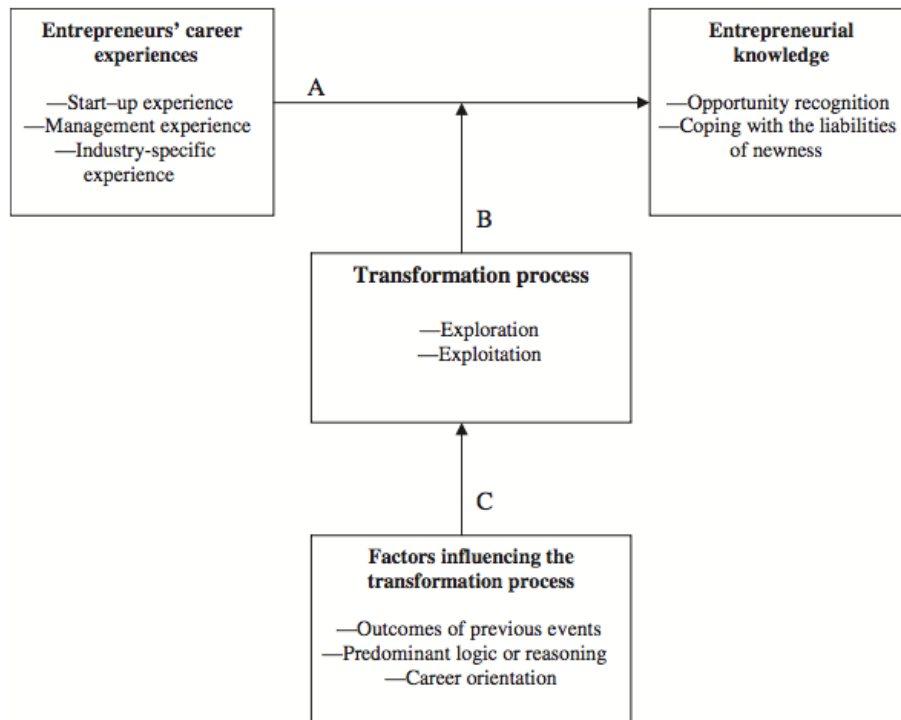 Entrepreneurs’ career
experiences
—Start–up experience
—Management experience
—Industry-specific
experience
A
Entrepreneurial
knowledge
—Opportunity recognition
—Coping with the liabilities
of newness
B
Transformation process
—Exploration
—Exploitation
C
Factors influencing the
transformation process
—Outcomes of previous events
—Predominant logic or reasoning
—Career orientation